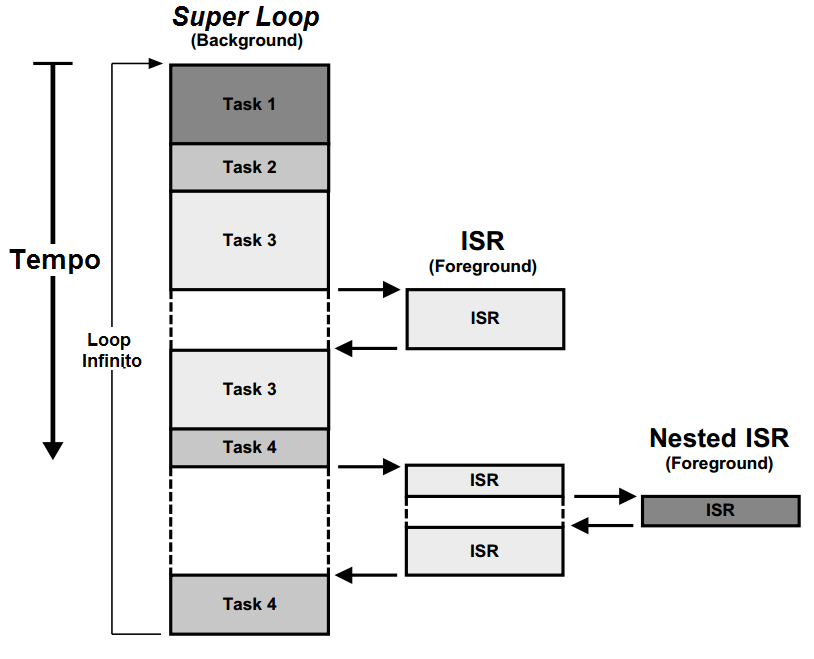 Super Loop
(Background)
Task 1
Task 2
Task 3
Tempo
ISR
(Foreground)
ISR
Loop
Infinito
Task 3
Task 4
Nested ISR
(Foreground)
ISR
ISR
ISR
Task 4